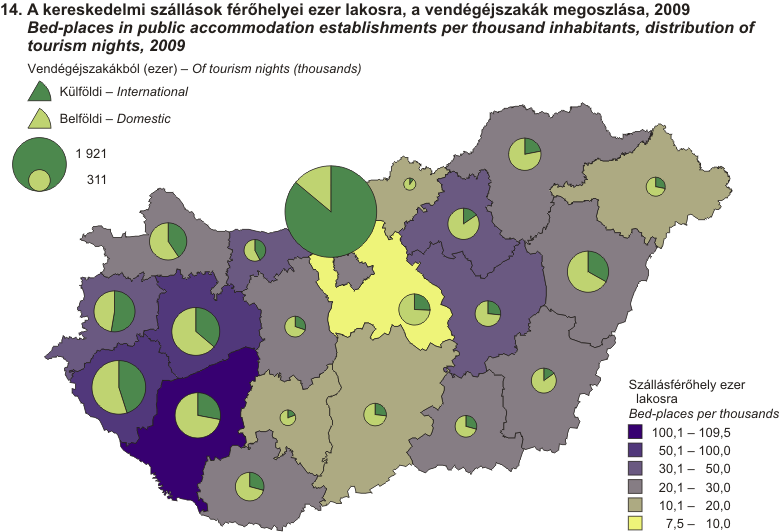 14. A kereskedelmi szállások férőhelyei ezer lakosra, a vendégéjszakák megoszlása, 2009
Bed-places in public accommodation establishments per thousand inhabitants, distribution of
tourism nights, 2009
Vendégéjszakákból (ezer) – Of tourism nights (thousands)
Külföldi – International
Belföldi – Domestic
1 921
311
Szállásférőhely ezer
lakosra
Bed-places per thousands
100,1 – 109,5
50,1 – 100,0
30,1 – 50,0
20,1 – 30,0
10,1 – 20,0
7,5 – 10,0